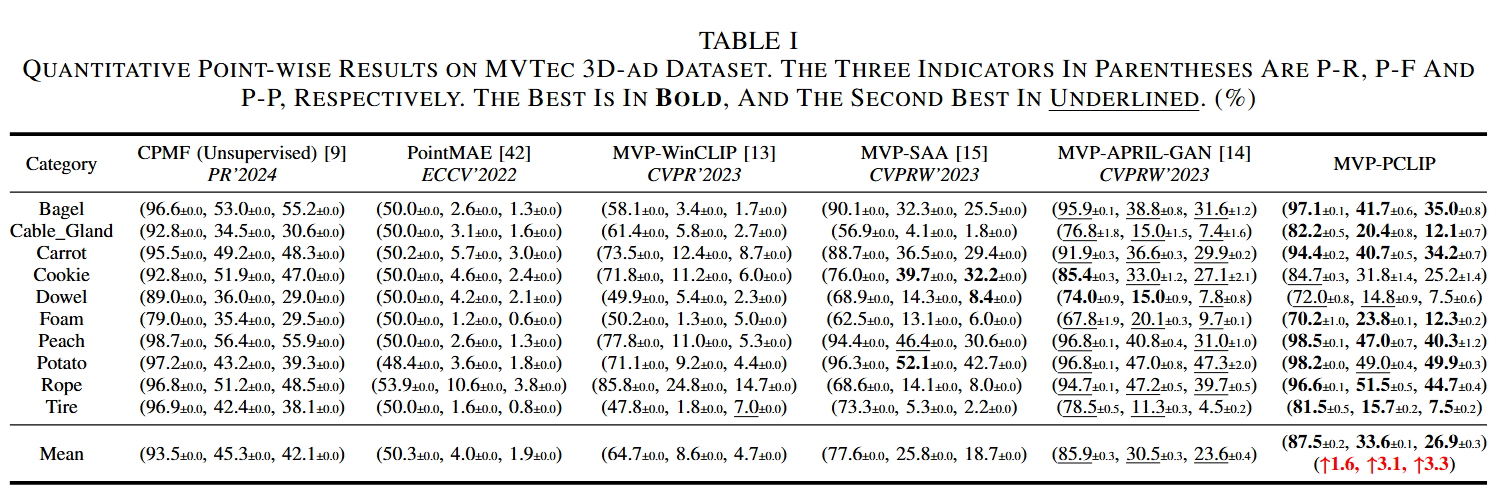 TABLE I
QUANTITATIVE POINT-WISE RESULTS ON MVTEC 3D-AD DATASET. THE THREE INDICATORS IN PARENTHESES ARE P-R, P-F AND
P-P, RESPECTIVELY. THE BEST IS IN BOLD, AND THE SECOND BEST IN UNDERLINED. (%)
Category CPMF (Unsupervised) [9] PointMAE [42] MVP-WinCLIP [13] MVP-SAA [15] MVP-APRIL-GAN [14] MVP-PCLIP
PR'2024 ECCV'2022 CVPR'2023 CVPRW'2023 CVPRW'2023
Bagel (96.6±0.0, 53.0±0.0, 55.2±0.0) (50.0±0.0, 2.6±0.0, 1.3±0.0) (58.1±0.0, 3.4±0.0, 1.7±0.0) (90.1±0.0, 32.3±0.0, 25.5±0.0) (95.9±0.1, 38.8±0.8, 31.6±1.2) (97.1±0.1, 41.7±0.6, 35.0±0.8)
Cable_Gland (92.8±0.0, 34.5±0.0, 30.6±0.0) (50.0±0.0, 3.1±0.0, 1.6±0.0) (61.4±0.0, 5.8±0.0, 2.7±0.0) (56.9±0.0, 4.1±0.0, 1.8±0.0) (76.8±1.8, 15.0±1.5, 7.4±1.6) (82.2±0.5, 20.4±0.8, 12.1±0.7)
Carrot (95.5±0.0, 49.2±0.0, 48.3±0.0) (50.2±0.0, 5.7±0.0, 3.0±0.0) (73.5±0.0, 12.4±0.0, 8.7±0.0) (88.7±0.0, 36.5±0.0, 29.4±0.0) (91.9±0.3, 36.6±0.3, 29.9±0.2) (94.4±0.2, 40.7±0.5, 34.2±0.7)
Cookie (92.8±0.0, 51.9±0.0, 47.0±0.0) (50.0±0.0, 4.6±0.0, 2.4±0.0) (71.8±0.0, 11.2±0.0, 6.0±0.0) (76.0±0.0, 39.7±0.0, 32.2±0.0) (85.4±0.3, 33.0±1.2, 27.1±2.1) (84.7±0.3, 31.8±1.4, 25.2±1.4)
Dowel (89.0±0.0, 36.0±0.0, 29.0±0.0) (50.0±0.0, 4.2±0.0, 2.1±0.0) (49.9±0.0, 5.4±0.0, 2.3±0.0) (68.9±0.0, 14.3±0.0, 8.4±0.0) (74.0±0.9, 15.0±0.9, 7.8±0.8) (72.0±0.8, 14.8±0.9, 7.5±0.6)
Foam (79.0±0.0, 35.4±0.0, 29.5±0.0) (50.0±0.0, 1.2±0.0, 0.6±0.0) (50.2±0.0, 1.3±0.0, 5.0±0.0) (62.5±0.0, 13.1±0.0, 6.0±0.0) (67.8±1.9, 20.1±0.3, 9.7±0.1) (70.2±1.0, 23.8±0.1, 12.3±0.2)
Peach (98.7±0.0, 56.4±0.0, 55.9±0.0) (50.0±0.0, 2.6±0.0, 1.3±0.0) (77.8±0.0, 11.0±0.0, 5.3±0.0) (94.4±0.0, 46.4±0.0, 30.6±0.0) (96.8±0.1, 40.8±0.4, 31.0±1.0) (98.5±0.1, 47.0±0.7, 40.3±1.2)
Potato (97.2±0.0, 43.2±0.0, 39.3±0.0) (48.4±0.0, 3.6±0.0, 1.8±0.0) (71.1±0.0, 9.2±0.0, 4.4±0.0) (96.3±0.0, 52.1±0.0, 42.7±0.0) (96.8±0.1, 47.0±0.8, 47.3±2.0) (98.2±0.0, 49.0±0.4, 49.9±0.3)
Rope (96.8±0.0, 51.2±0.0, 48.5±0.0) (53.9±0.0, 10.6±0.0, 3.8±0.0) (85.8±0.0, 24.8±0.0, 14.7±0.0) (68.6±0.0, 14.1±0.0, 8.0±0.0) (94.7±0.1, 47.2±0.5, 39.7±0.5) (96.6±0.1, 51.5±0.5, 44.7±0.4)
Tire (96.9±0.0, 42.4±0.0, 38.1±0.0) (50.0±0.0, 1.6±0.0, 0.8±0.0) (47.8±0.0, 1.8±0.0, 7.0±0.0) (73.3±0.0, 5.3±0.0, 2.2±0.0) (78.5±0.5, 11.3±0.3, 4.5±0.2) (81.5±0.5, 15.7±0.2, 7.5±0.2)
Mean (93.5±0.0, 45.3±0.0, 42.1±0.0) (50.3±0.0, 4.0±0.0, 1.9±0.0) (64.7±0.0, 8.6±0.0, 4.7±0.0) (77.6±0.0, 25.8±0.0, 18.7±0.0) (85.9±0.3, 30.5±0.3, 23.6±0.4) (87.5±0.2, 33.6±0.1, 26.9±0.3)
(↑1.6, ↑3.1, ↑3.3)